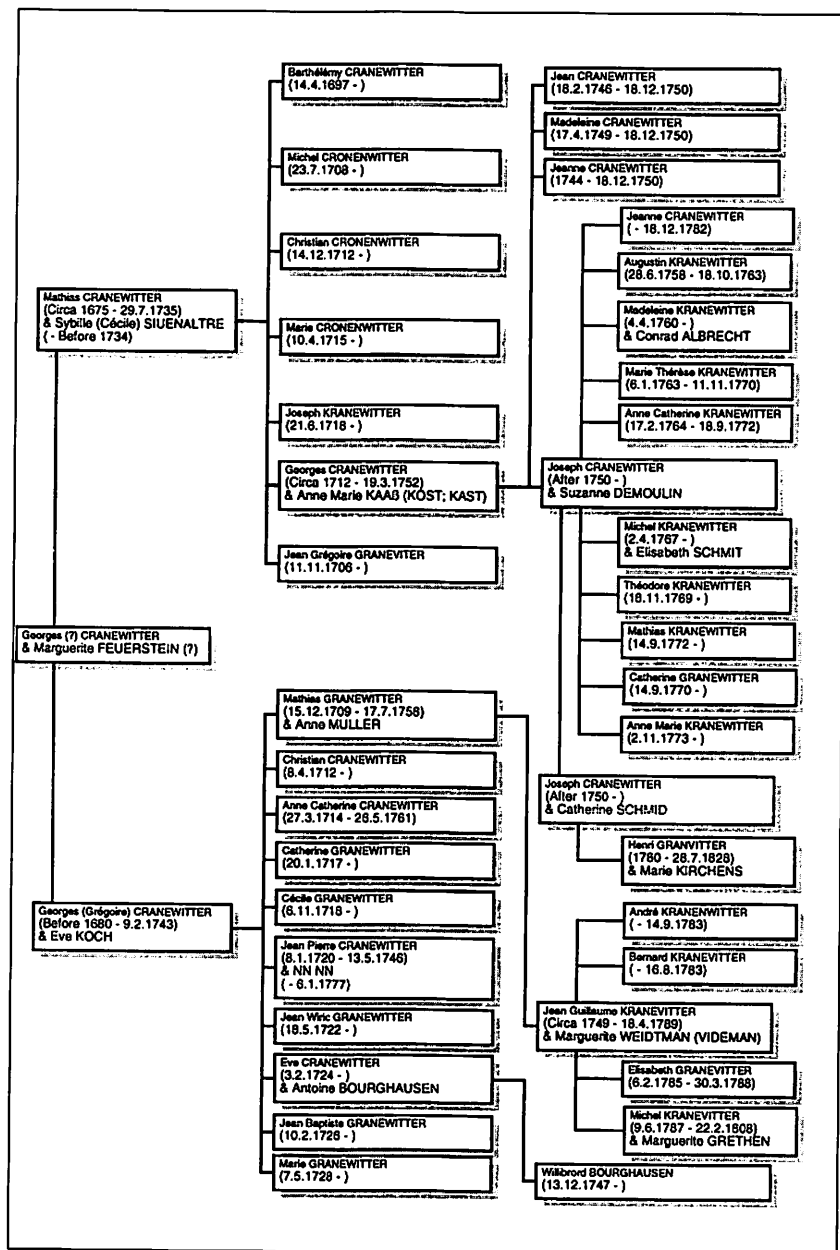 Georges (?) CRANEWITTER
& Marguerite FEUERSTEIN (?)
Mathias CRANEWITTER
(Circa 1675 - 29.7.1735)
& Sybille (Cécile) SIUENALTRE
( - Before 1734)
Barthélémy CRANEWITTER
(14.4.1697 - )
Michel CRONENWITTER
(23.7.1708 - )
Christian CRONENWITTER
(14.12.1712 - )
Marie CRONENWITTER
(10.4.1715 - )
Joseph KRANEWITTER
(21.6.1718 - )
Georges CRANEWITTER
(Circa 1712 - 19.3.1752)
& Anne Marie KAAß (KOST; KAST)
Jean Grégoire GRANEVITER
(11.11.1706 - )
Jean CRANEWITTER
(18.2.1746 - 18.12.1750)
Madeleine CRANEWITTER
(17.4.1749 - 18.12.1750)
Jeanne CRANEWITTER
(1744 - 18.12.1750)
Joseph CRANEWITTER
(After 1750 - )
& Suzanne DEMOULIN
Jeanne CRANEWITTER
( - 18.12.1782)
Augustin KRANEWITTER
(28.6.1758 - 18.10.1763)
Madeleine KRANEWITTER
(4.4.1760 - )
& Conrad ALBRECHT
Marie Thérèse KRANEWITTER
(6.1.1763 - 11.11.1770)
Anne Catherine KRANEWITTER
(17.2.1764 - 18.9.1772)
Michel KRANEWITTER
(2.4.1767 - )
& Elisabeth SCHMIT
Théodore KRANEWITTER
(18.11.1769 - )
Mathias KRANEWITTER
(14.9.1772 - )
Catherine GRANEWITTER
(14.9.1770 - )
Anne Marie KRANEWITTER
(2.11.1773 - )
Joseph CRANEWITTER
(After 1750 - )
& Catherine SCHMID
Henri GRANVITTER
(1780 - 28.7.1828)
& Marie KIRCHENS
Georges (Grégoire) CRANEWITTER
(Before 1680 - 9.2.1743)
& Eve KOCH
Mathias GRANEWITTER
(15.12.1709 - 17.7.1758)
& Anne MULLER
Christian CRANEWITTER
(8.4.1712 - )
Anne Catherine CRANEWITTER
(27.3.1714 - 26.5.1761)
Catherine GRANEWITTER
(20.1.1717 - )
Cécile GRANEWITTER
(6.11.1718 - )
Jean Pierre CRANEWITTER
(8.1.1720 - 13.5.1746)
& NN NN
( - 6.1.1777)
Jean Wiric GRANEWITTER
(18.5.1722 - )
Eve CRANEWITTER
(3.2.1724 - )
& Antoine BOURGHAUSEN
Jean Baptiste GRANEWITTER
(10.2.1726 - )
Marie GRANEWITTER
(7.5.1728 - )
Jean Guillaume KRANEVITTER
(Circa 1749 - 18.4.1789)
& Marguerite WEIDTMAN (VIDEMAN)
André KRANENWITTER
( - 14.9.1783)
Bernard KRANEVITTER
( - 16.8.1783)
Elisabeth GRANEWITTER
(6.2.1785 - 30.3.1788)
Michel KRANEVITTER
(9.6.1787 - 22.2.1808)
& Marguerite GRETHEN
Willibrord BOURGHAUSEN
(13.12.1747 - )